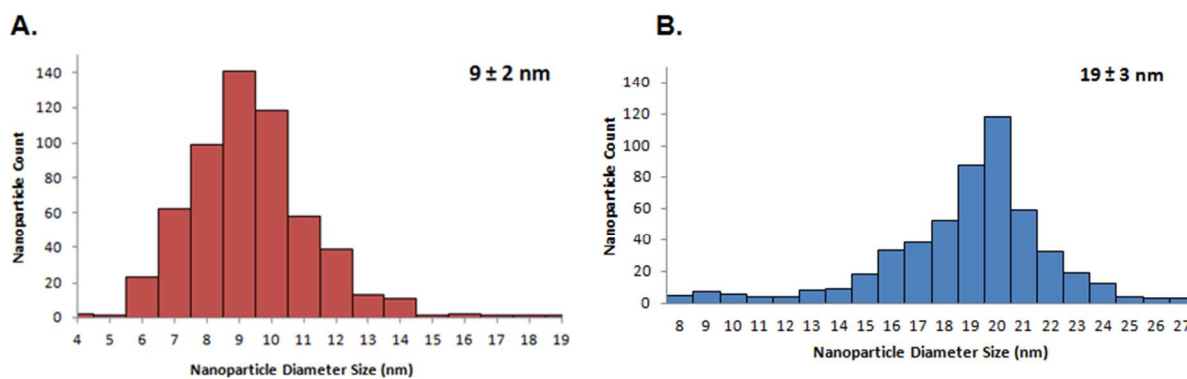 A.
9 ± 2 nm
Nanoparticle Count
140
120
100
80
60
40
20
0
4 5 6 7 8 9 10 11 12 13 14 15 16 17 18 19
Nanoparticle Diameter Size (nm)
B.
19 ± 3 nm
Nanoparticle Count
140
120
100
80
60
40
20
0
8 9 10 11 12 13 14 15 16 17 18 19 20 21 22 23 24 25 26 27
Nanoparticle Diameter Size (nm)